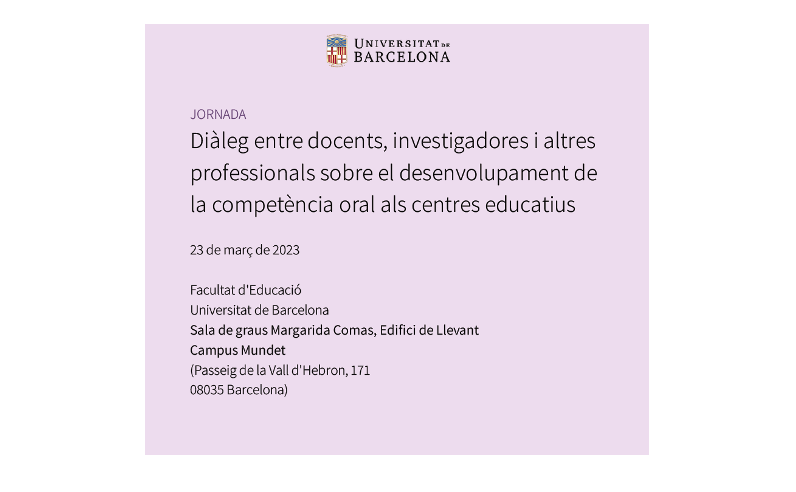 UNIVERSITAT DE
BARCELONA
JORNADA
Diàleg entre docents, investigadores i altres
professionals sobre el desenvolupament de
la competència oral als centres educatius
23 de març de 2023
Facultat d'Educació
Universitat de Barcelona
Sala de graus Margarida Comas, Edifici de Llevant
Campus Mundet
(Passeig de la Vall d'Hebron, 171
08035 Barcelona)